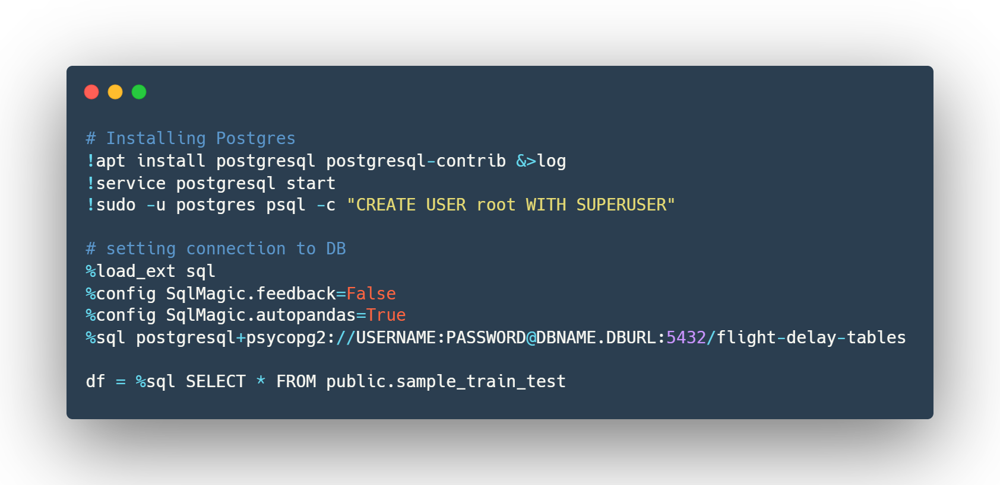 # Installing Postgres
!apt install postgresql postgresql-contrib &>log
!service postgresql start
!sudo -u postgres psql -c "CREATE USER root WITH SUPERUSER"
# setting connection to DB
%load_ext sql
%config SqlMagic.feedback=False
%config SqlMagic.autopandas=True
%sql postgresql+psycopg2://USERNAME:PASSWORD@DBNAME.DBURL:5432/flight-delay-tables
df = %sql SELECT * FROM public.sample_train_test